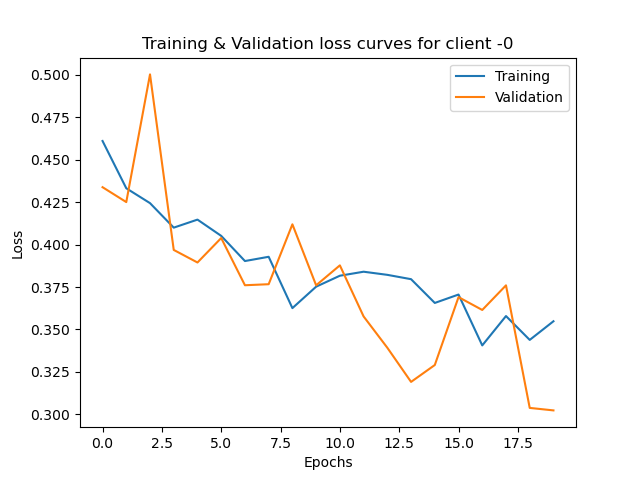 Training & Validation loss curves for client -0
Training
Validation
0.500
0.475
0.450
0.425
0.400
0.375
0.350
0.325
0.300
Loss
0.0 2.5 5.0 7.5 10.0 12.5 15.0 17.5
Epochs